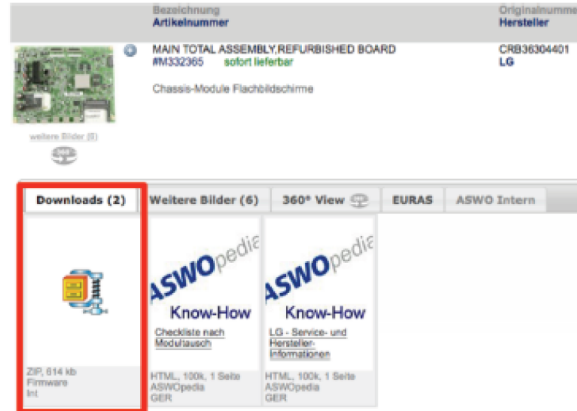 Bezeichnung
Artikelnummer
Originalnumme
Hersteller
MAIN TOTAL ASSEMBLY,REFURBISHED BOARD
#M332365 sofort lieferbar
CRB36304401
LG
Chassis-Module Flachbildschirme
weitere Bilder (6)
360°
Downloads (2)
Weitere Bilder (6)
360° View
EURAS
ASWO Intern
ZIP, 614 kb
Firmware
Int
ASWOpedia
Know-How
Checkliste nach
Modultausch
HTML, 100k, 1 Seite
ASWOpedia
GER
ASWOpedia
Know-How
LG - Service- und
Hersteller-
Informationen
HTML, 100k, 1 Seite
ASWOpedia
GER